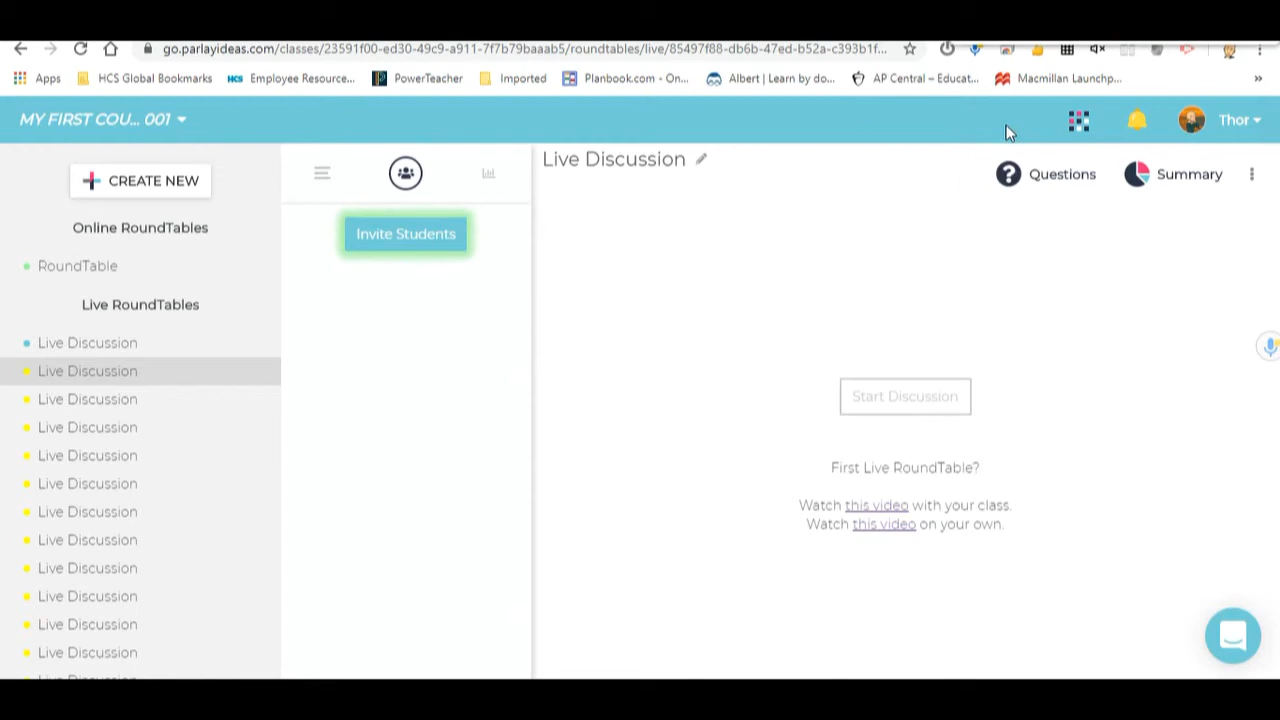 go.parlayideas.com/classes/23591f00-ed30-49c9-a911-7f7b79baaab5/roundtables/live/85497f88-db6b-47ed-b52a-c393b1f...
Apps HCS Global Bookmarks HCS Employee Resource... PowerTeacher Imported Planbook.com - On... Albert | Learn by do... AP Central – Educat... Macmillan Launchp... »
MY FIRST COU... 001 Thor
CREATE NEW
Online RoundTables
RoundTable
Live RoundTables
Live Discussion
Live Discussion
Live Discussion
Live Discussion
Live Discussion
Live Discussion
Live Discussion
Live Discussion
Live Discussion
Live Discussion
Live Discussion
Live Discussion
Invite Students
Live Discussion
? Questions Summary
Start Discussion
First Live RoundTable?
Watch this video with your class.
Watch this video on your own.